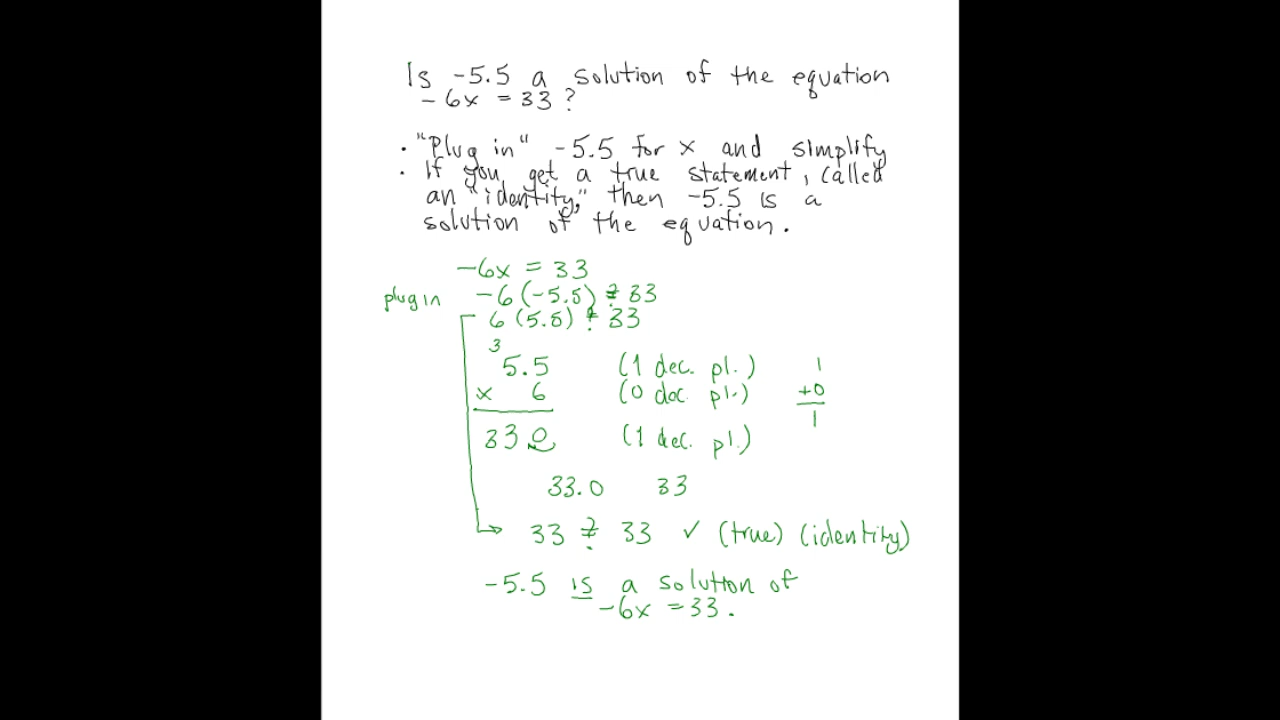 Is -5.5 a solution of the equation
-6x = 33?
• "Plug in" -5.5 for x and simplify
• If you get a true statement, called
an "identity," then -5.5 is a
solution of the equation.
-6x = 33
plug in -6(-5.5) ≟ 33
6(5.5) ≟ 33
3
5.5 (1 dec. pl.) 1
x 6 (0 dec. pl.) +0
330 (1 dec. pl.) 1
33.0 33
33 ≟ 33 ✓ (true) (identity)
-5.5 is a solution of
-6x = 33.